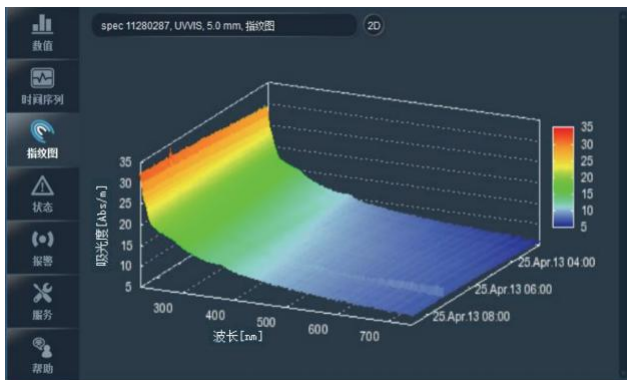 spec 11280287, UVVIS, 5.0 mm, 指纹图
2D
数值
时间序列
指纹图
状态
报警
服务
帮助
吸光度[Abs/m]
35
30
25
20
15
10
5
300
400
500
600
700
波长[nm]
25.Apr.13 04:00
25.Apr.13 06:00
25.Apr.13 08:00
35
30
25
20
15
10
5